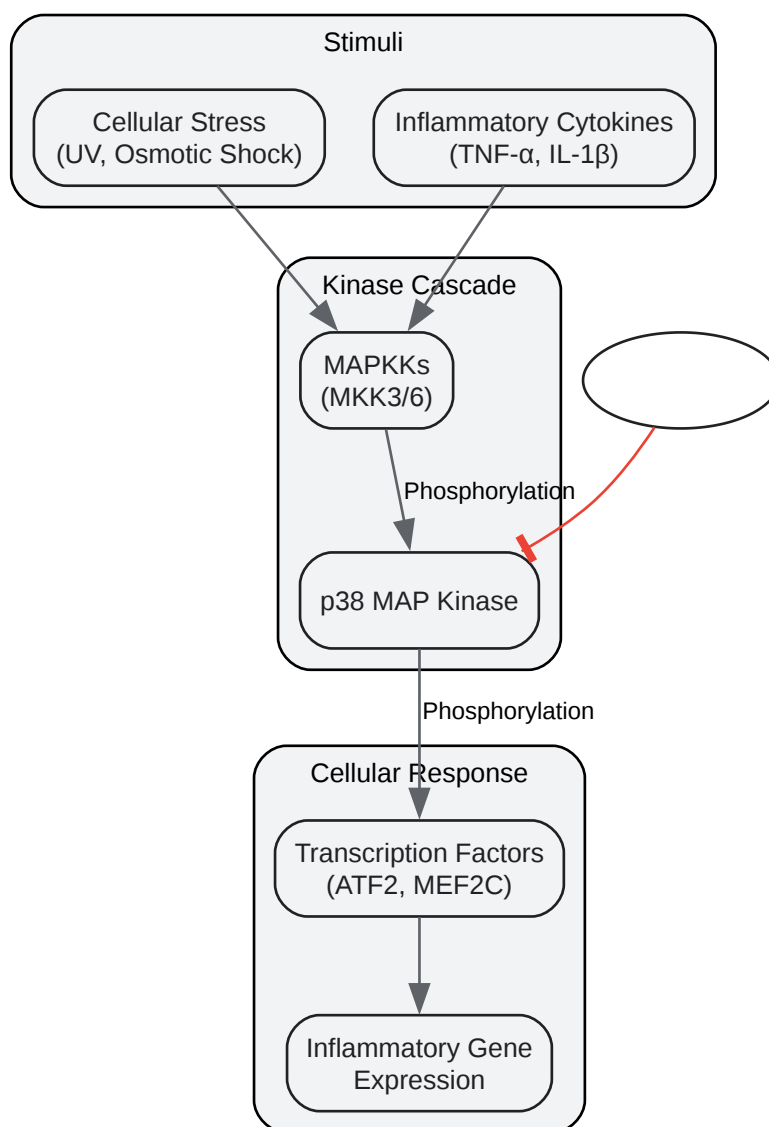 Stimuli
Cellular Stress
(UV, Osmotic Shock)
Inflammatory Cytokines
(TNF-α, IL-1β)
Kinase Cascade
MAPKKs
(MKK3/6)
Phosphorylation
p38 MAP Kinase
Phosphorylation
Cellular Response
Transcription Factors
(ATF2, MEF2C)
Inflammatory Gene
Expression